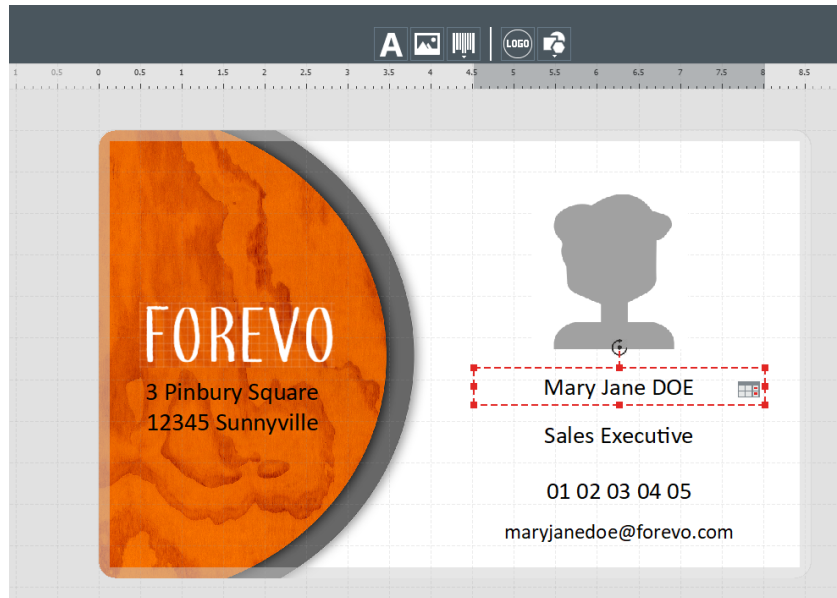 A
LOGO
1 0.5 0 0.5 1 1.5 2 2.5 3 3.5 4 4.5 5 5.5 6 6.5 7 7.5 8 8.5
FOREVO
3 Pinbury Square
12345 Sunnyville
Mary Jane DOE
Sales Executive
01 02 03 04 05
maryjanedoe@forevo.com